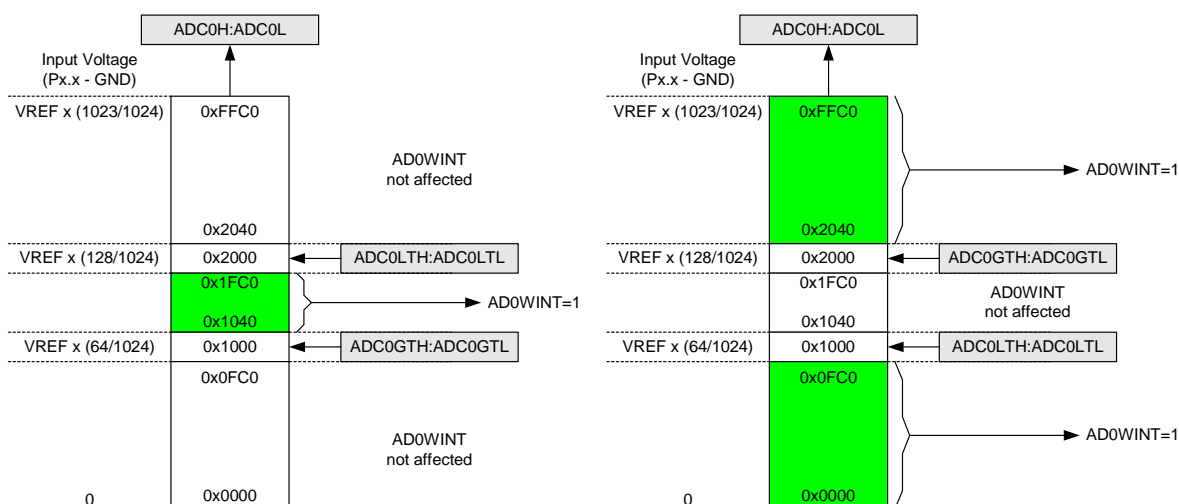 ADC0H:ADC0L
Input Voltage
(Px.x - GND)
VREF x (1023/1024)
0xFFC0
AD0WINT
not affected
0x2040
VREF x (128/1024)
0x2000
ADC0LTH:ADC0LTL
0x1FC0
AD0WINT=1
0x1040
VREF x (64/1024)
0x1000
ADC0GTH:ADC0GTL
0x0FC0
AD0WINT
not affected
0
0x0000
ADC0H:ADC0L
Input Voltage
(Px.x - GND)
VREF x (1023/1024)
0xFFC0
AD0WINT=1
0x2040
VREF x (128/1024)
0x2000
ADC0GTH:ADC0GTL
0x1FC0
AD0WINT
not affected
0x1040
VREF x (64/1024)
0x1000
ADC0LTH:ADC0LTL
0x0FC0
AD0WINT=1
0
0x0000